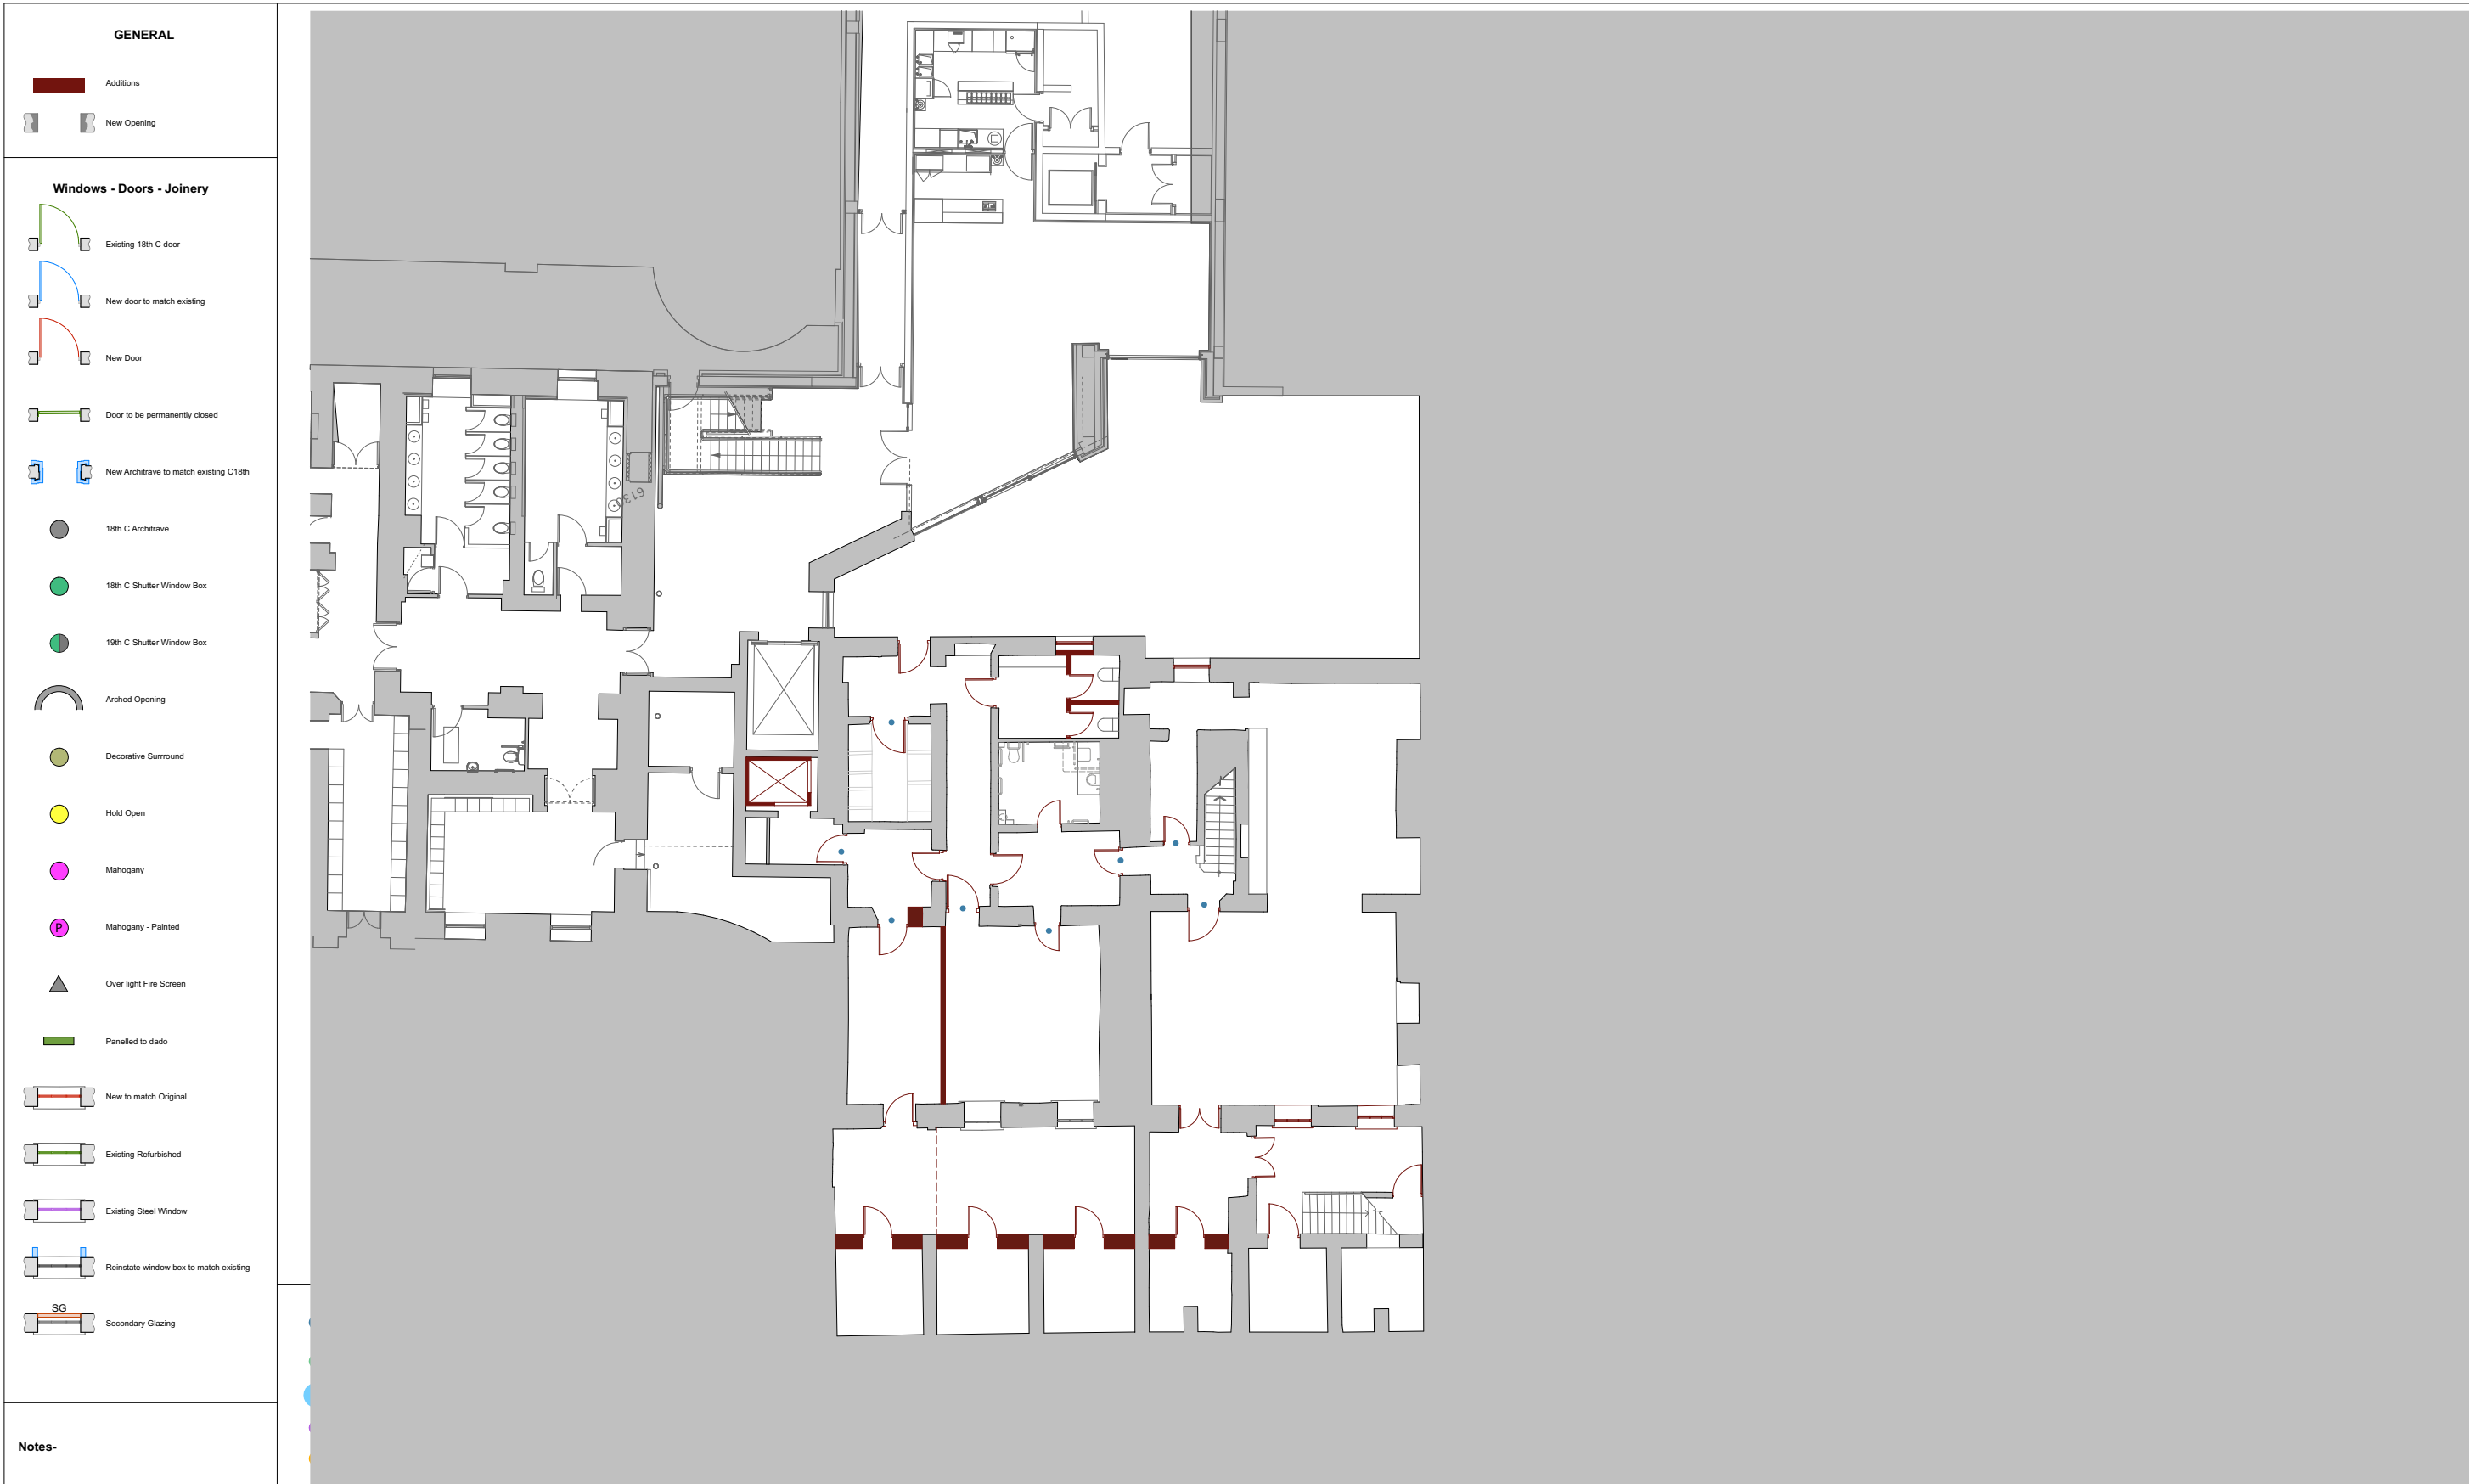 GENERAL
Additions
New Opening
Windows - Doors - Joinery
Existing 18th C door
New door to match existing
New Door
Door to be permanently closed
New Architrave to match existing C18th
18th C Architrave
18th C Shutter Window Box
19th C Shutter Window Box
Arched Opening
Decorative Surrround
Hold Open
Mahogany
P
Mahogany - Painted
Over light Fire Screen
Panelled to dado
New to match Original
Existing Refurbished
Existing Steel Window
Reinstate window box to match existing
SG
Secondary Glazing
Notes-
6130